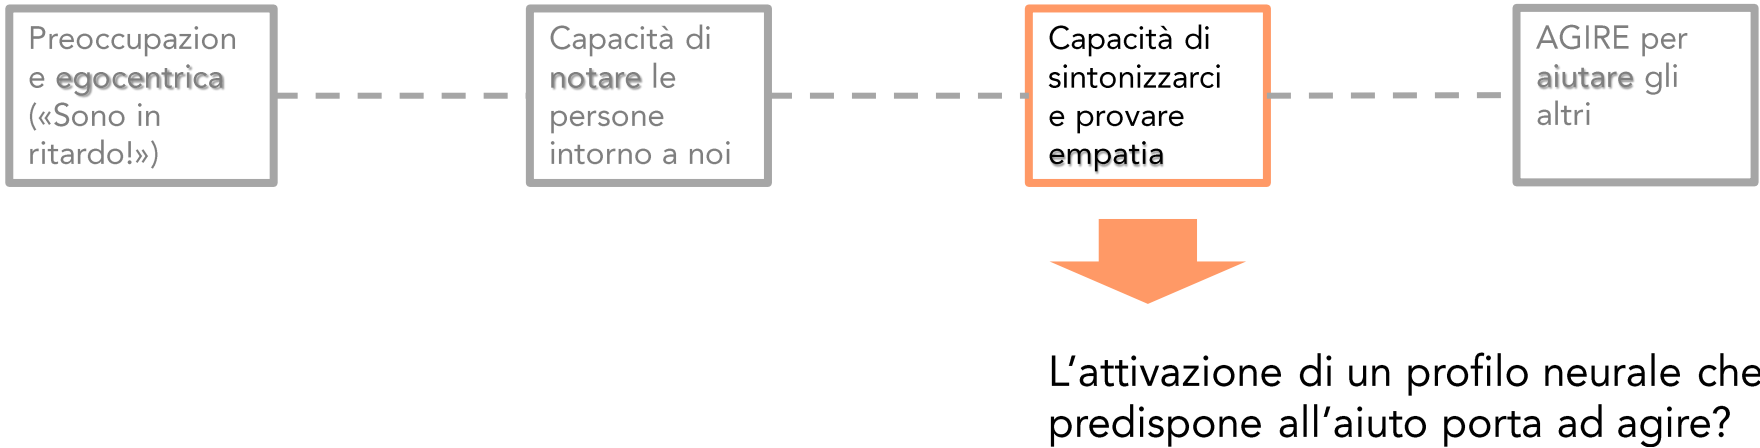 Preoccupazion
e egocentrica
(«Sono in
ritardo!»)
Capacità di
notare le
persone
intorno a noi
Capacità di
sintonizzarci
e provare
empatia
AGIRE per
aiutare gli
altri
L’attivazione di un profilo neurale che
predispone all’aiuto porta ad agire?